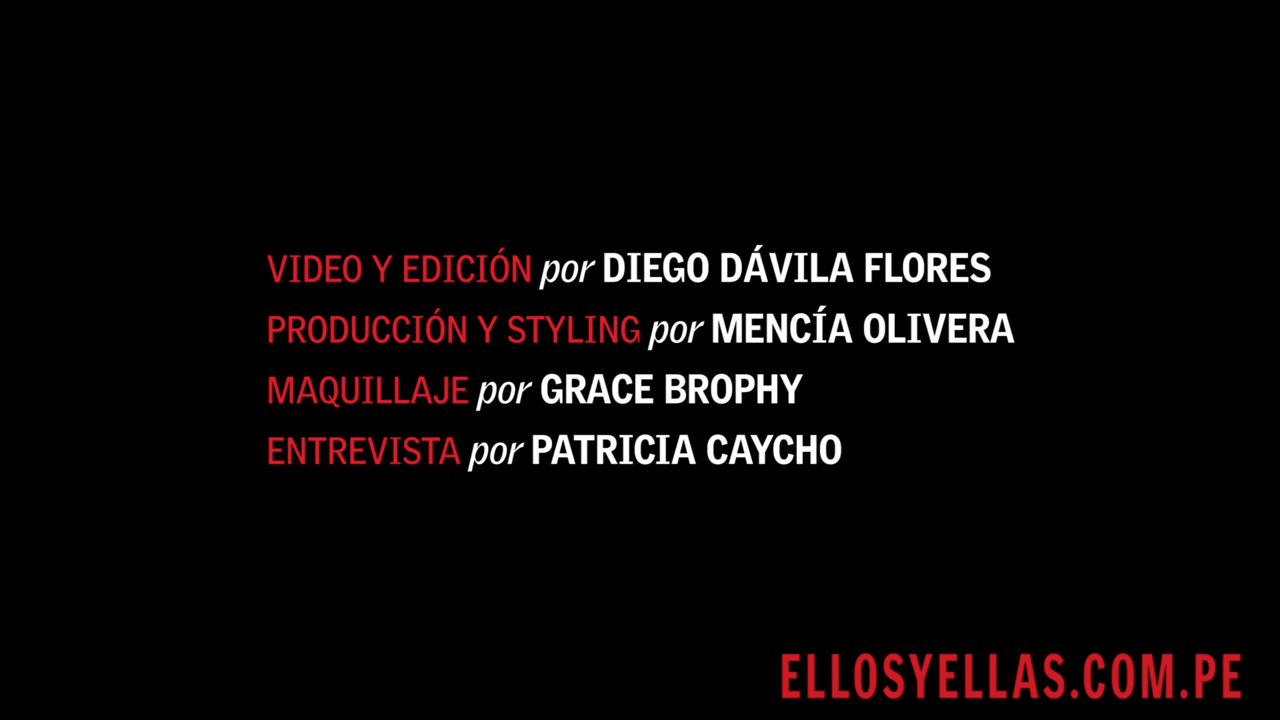 VIDEO Y EDICIÓN por DIEGO DÁVILA FLORES
PRODUCCIÓN Y STYLING por MENCÍA OLIVERA
MAQUILLAJE por GRACE BROPHY
ENTREVISTA por PATRICIA CAYCHO
ELLOSYELLAS.COM.PE